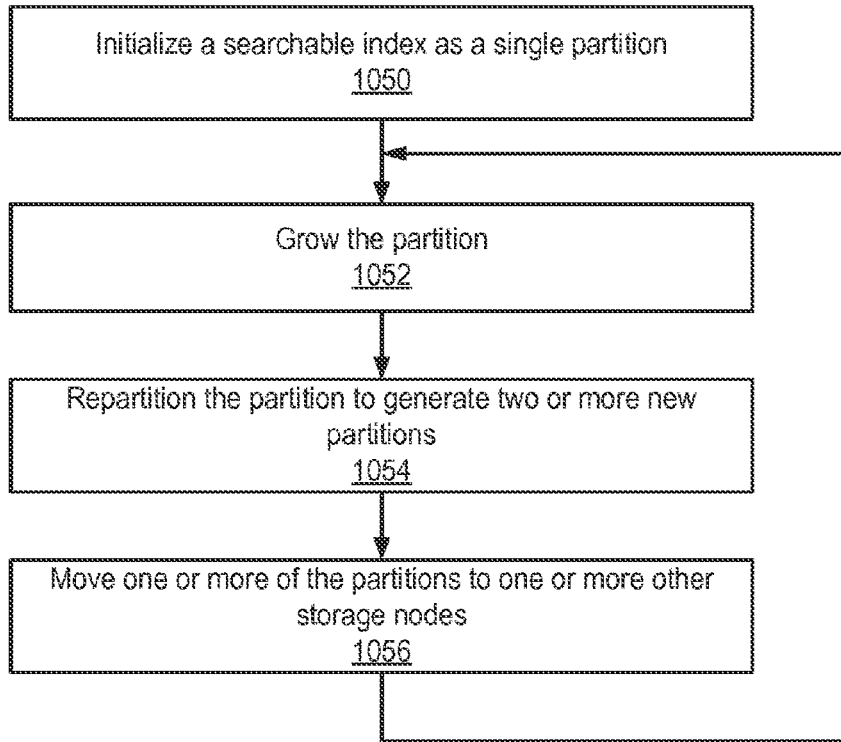 Initialize a searchable index as a single partition
1050
Grow the partition
1052
Repartition the partition to generate two or more new
partitions
1054
Move one or more of the partitions to one or more other
storage nodes
1056